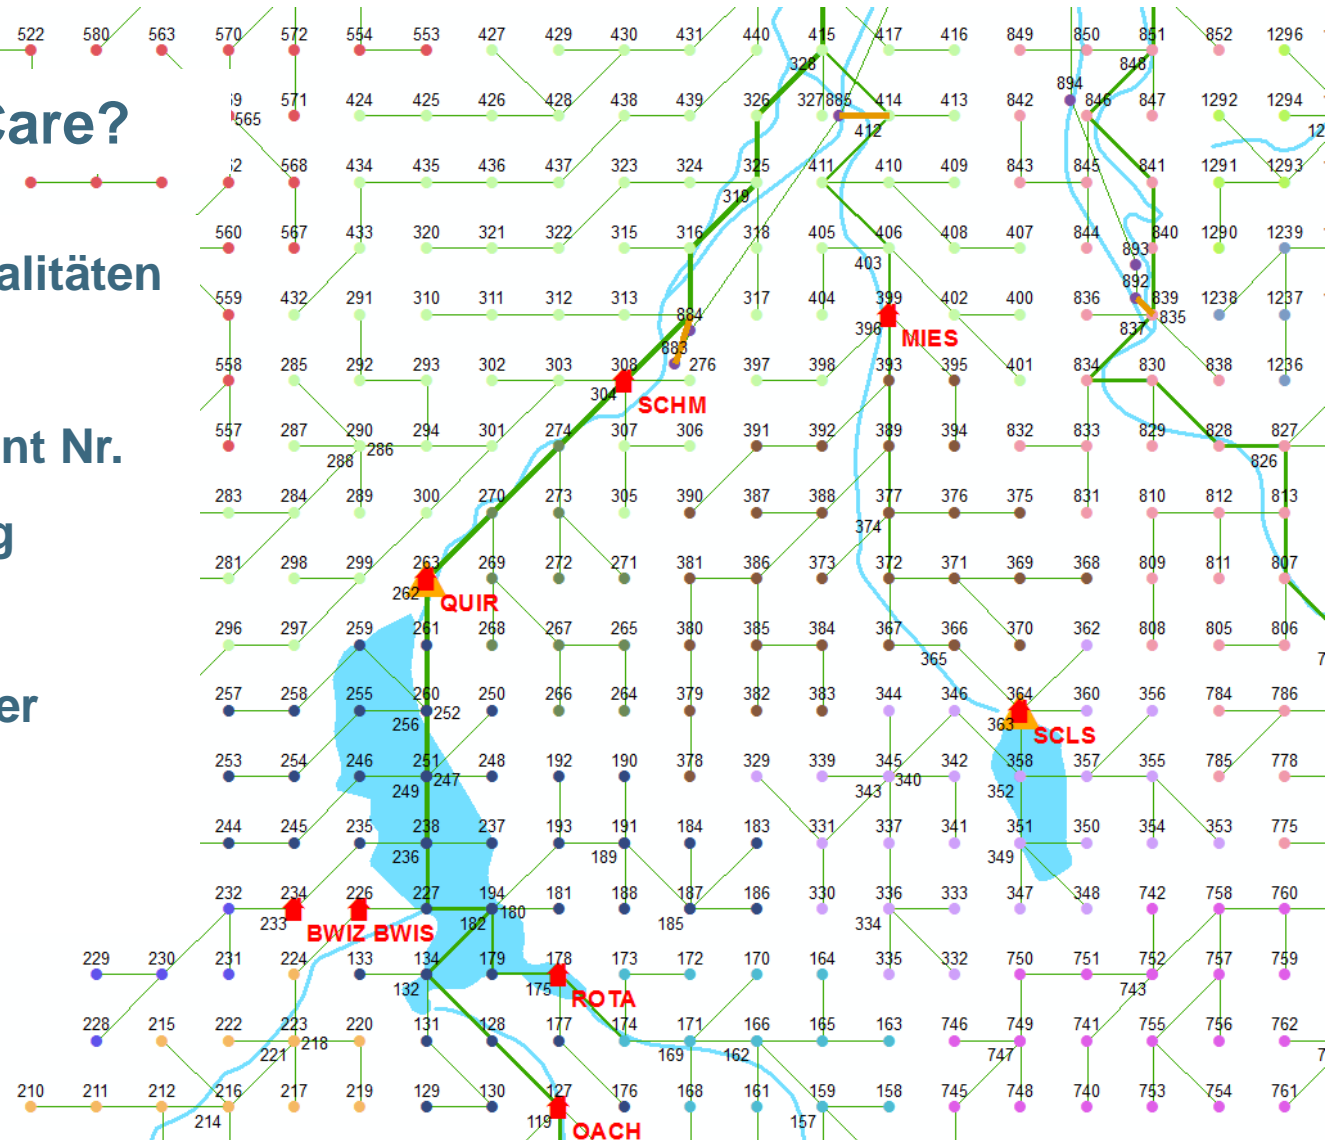 522 580 563 570 572 554 553 427 429 430 431 440 415 417 416 849 850 851 852 1296
328 848
894
69 571 424 425 426 428 438 439 326 327 885 414 413 842 846 847 1292 1294
Care?
565 412 12
62 568 434 435 436 437 323 324 325 411 410 409 843 845 841 1291 1293
319
560 567 433 320 321 322 315 316 318 405 406 408 407 844 840 1290 1239
403 893
alitäten
892
559 432 291 310 311 312 313 884 317 404 399 402 400 836 839 1238 1237
396 837 835
MIES
883
558 285 292 293 302 303 308 276 397 398 393 395 401 834 830 838 1236
304
SCHM
557 287 290 294 301 274 307 306 391 392 389 394 832 833 829 828 827
nt Nr.
288 286 826
283 284 289 300 270 273 305 390 387 388 377 376 375 831 810 812 813
374
g
281 298 299 263 269 272 271 381 386 373 372 371 369 368 809 811 807
262
QUIR
296 297 259 261 268 267 265 380 385 384 367 366 370 362 808 805 806
365 7
257 258 255 260 250 266 264 379 382 383 344 346 364 360 356 784 786
er
256 252 363
SCLS
253 254 246 251 248 192 190 378 329 339 345 342 358 357 355 785 778
249 247 343 340 352
244 245 235 238 237 193 191 184 183 331 337 341 351 350 354 353 775
236 189 349
232 234 226 227 194 181 188 187 186 330 336 333 347 348 742 758 760
233 182 180 185 334
BWIZ BWIS
229 230 231 224 133 134 179 178 173 172 170 164 335 332 750 751 752 757 759
132 175 743
ROTA
228 215 222 223 220 131 128 177 174 171 166 165 163 746 749 741 755 756 762
221 218 169 162 747 7
210 211 212 216 217 219 129 130 127 176 168 161 159 158 745 748 740 753 754 761
214 119 157
OACH